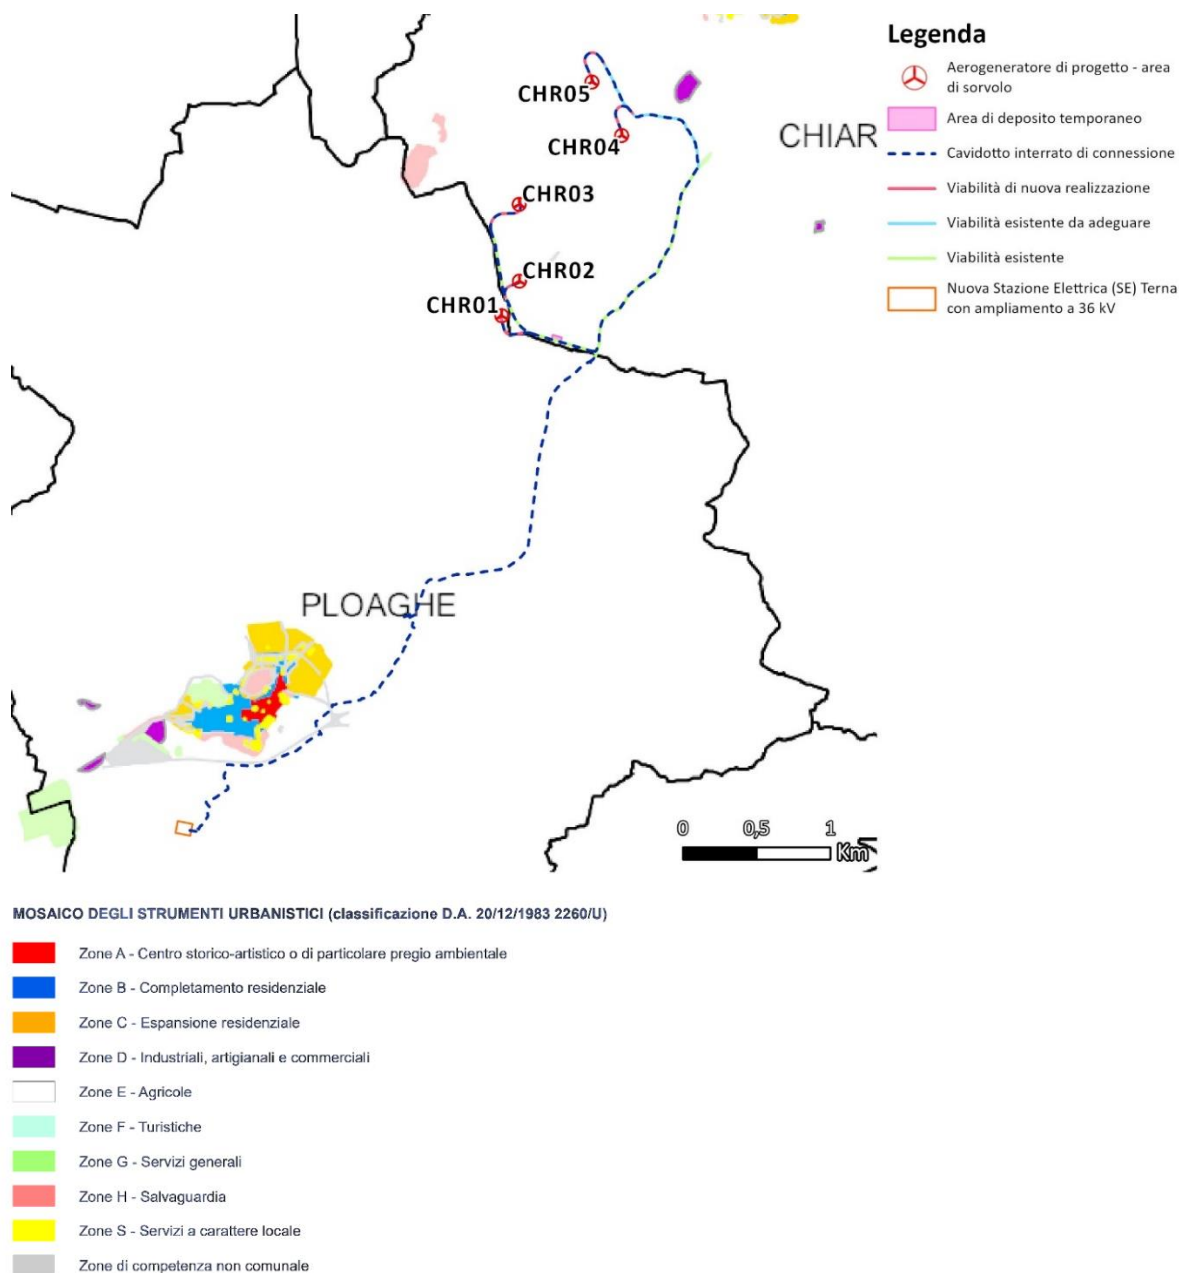 Legenda
Aerogeneratore di progetto - area
di sorvolo
Area di deposito temporaneo
Cavidotto interrato di connessione
Viabilità di nuova realizzazione
Viabilità esistente da adeguare
Viabilità esistente
Nuova Stazione Elettrica (SE) Terna
con ampliamento a 36 kV
CHR05
CHR04
CHIAR
CHR03
CHR02
CHR01
PLOAGHE
0 0,5 1
Km
MOSAICO DEGLI STRUMENTI URBANISTICI (classificazione D.A. 20/12/1983 2260/U)
Zone A - Centro storico-artistico o di particolare pregio ambientale
Zone B - Completamento residenziale
Zone C - Espansione residenziale
Zone D - Industriali, artigianali e commerciali
Zone E - Agricole
Zone F - Turistiche
Zone G - Servizi generali
Zone H - Salvaguardia
Zone S - Servizi a carattere locale
Zone di competenza non comunale